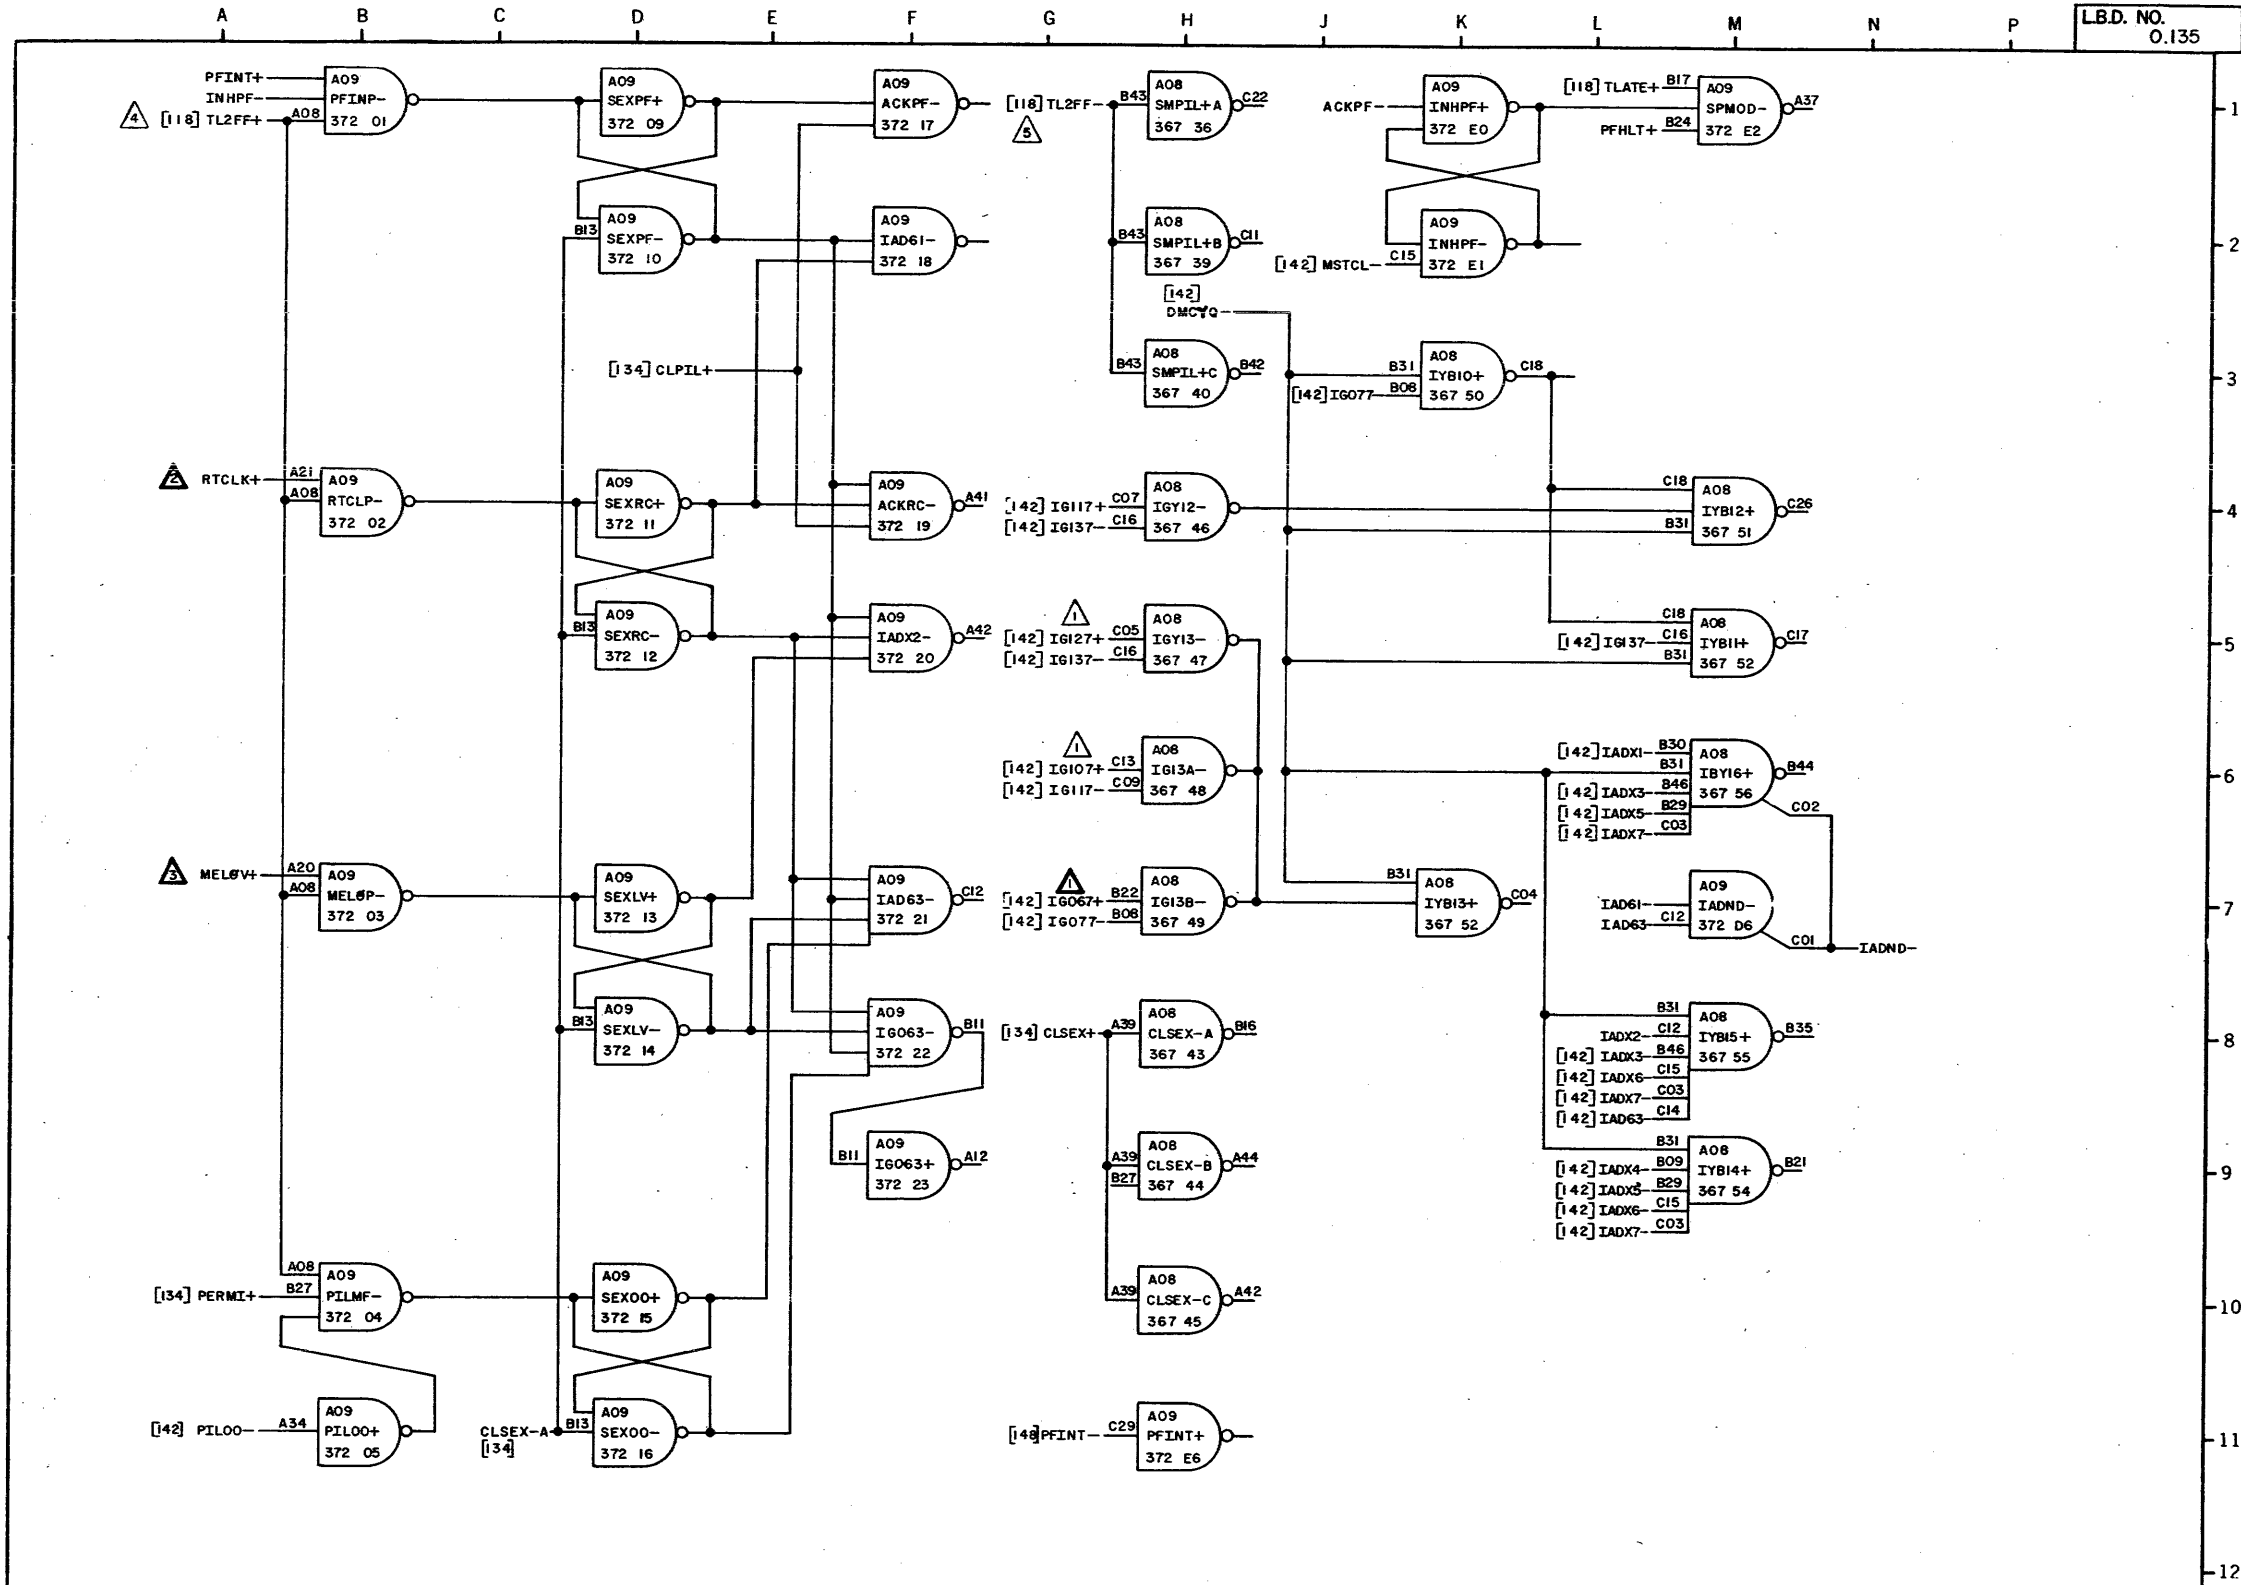 A B C D E F G H J K L M N P
L.B.D. NO.
0.135
1
2
3
4
5
6
7
8
9
10
11
12
PFINT+
INHPF-
4 [118] TL2FF+ A08
A09
PFINP-
372 01
A09
SEXPF+
372 09
A09
ACKPF-
372 17
[118] TL2FF- B43
5
A08
SMPIL+A
367 36
C22
ACKPF-
A09
INHPF+
372 E0
[118] TLATE+ B17
PFHLT+ B24
A09
SPMOD-
372 E2
A37
B13
A09
SEXPF-
372 10
A09
IAD61-
372 18
B43
A08
SMPIL+B
367 39
C11
[142] MSTCL- C15
A09
INHPF-
372 E1
[142]
DMCYQ-
[134] CLPIL+
B43
A08
SMPIL+C
367 40
B42
B31
[142] IG077- B08
A08
IYB10+
367 50
C18
2 RTCLK+ A21
A08
A09
RTCLP-
372 02
A09
SEXRC+
372 11
A09
ACKRC-
372 19
A41
[142] IG117+ C07
[142] IG137- C16
A08
IGY12-
367 46
C18
B31
A08
IYB12+
367 51
C26
B13
A09
SEXRC-
372 12
A09
IADX2-
372 20
A42
1
[142] IG127+ C05
[142] IG137- C16
A08
IGY13-
367 47
C18
[142] IG137- C16
B31
A08
IYB11+
367 52
C17
1
[142] IG107+ C13
[142] IG117- C09
A08
IG13A-
367 48
[142] IADX1- B30
B31
[142] IADX3- B46
[142] IADX5- B29
[142] IADX7- C03
A08
IBY16+
367 56
B44
C02
3 MELØV+ A20
A08
A09
MELØP-
372 03
A09
SEXLV+
372 13
A09
IAD63-
372 21
C12
1
[142] IG067+ B22
[142] IG077- B08
A08
IG13B-
367 49
B31
A08
IYB13+
367 52
C04
IAD61-
IAD63- C12
A09
IADND-
372 D6
C01
IADND-
B13
A09
SEXLV-
372 14
A09
IG063-
372 22
B11
[134] CLSEX+ A39
A08
CLSEX-A
367 43
B16
B31
IADX2- C12
[142] IADX3- B46
[142] IADX6- C15
[142] IADX7- C03
[142] IAD63- C14
A08
IYB15+
367 55
B35
B11
A09
IG063+
372 23
A12
A39
B27
A08
CLSEX-B
367 44
A44
B31
[142] IADX4- B09
[142] IADX5- B29
[142] IADX6- C15
[142] IADX7- C03
A08
IYB14+
367 54
B21
A08
[134] PERMI+ B27
A09
PILMF-
372 04
A09
SEX00+
372 15
A39
A08
CLSEX-C
367 45
A42
[142] PIL00- A34
A09
PIL00+
372 05
CLSEX-A
[134]
B13
A09
SEX00-
372 16
[148] PFINT- C29
A09
PFINT+
372 E6